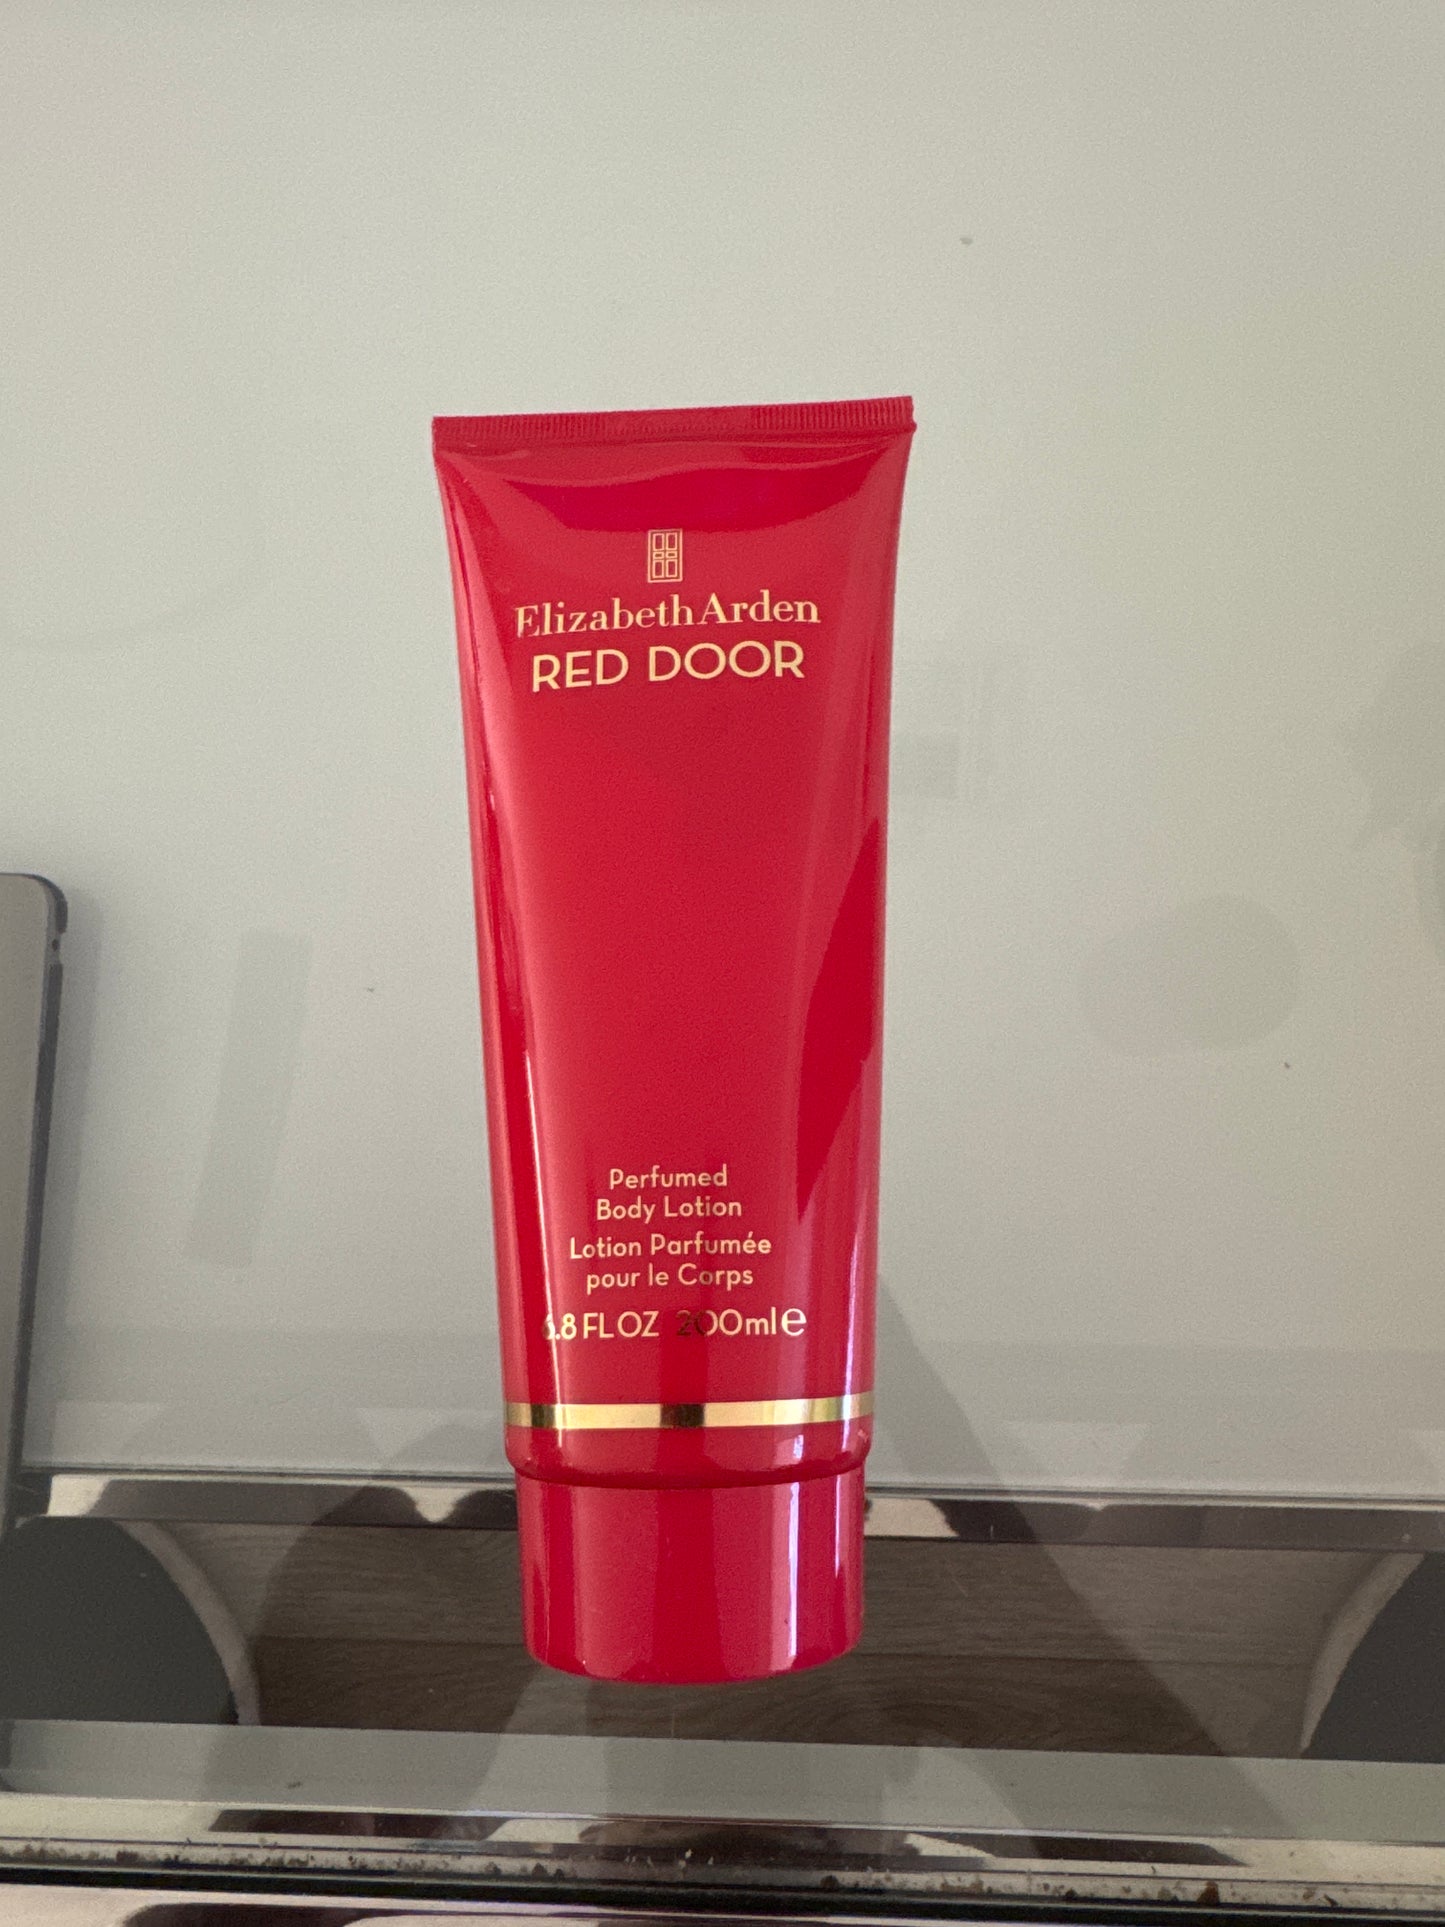 Elizabeth Arden
RED DOOR
Perfumed
Body Lotion
Lotion Parfumée
pour le Corps
6.8 FL OZ 200ml e